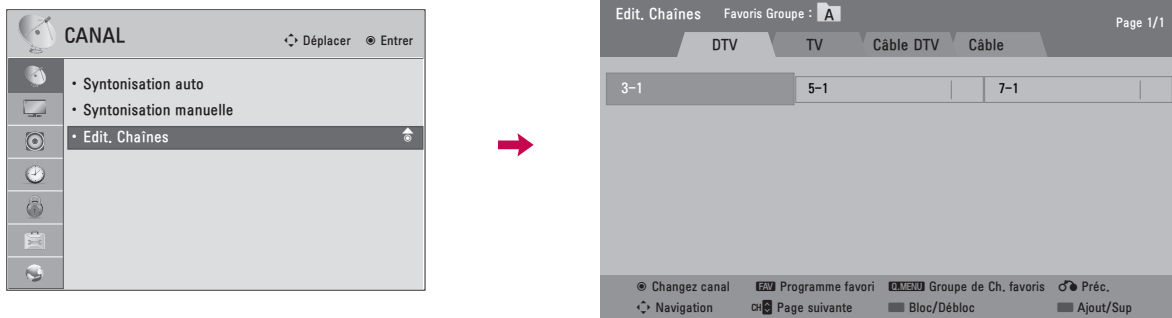 CANAL
Déplacer Entrer
• Syntonisation auto
• Syntonisation manuelle
• Edit. Chaînes
Edit. Chaînes Favoris Groupe : A Page 1/1
DTV TV Câble DTV Câble
3-1 5-1 7-1
Changez canal FAV Programme favori Q.MENU Groupe de Ch. favoris Préc.
Navigation CH Page suivante Bloc/Débloc Ajout/Sup